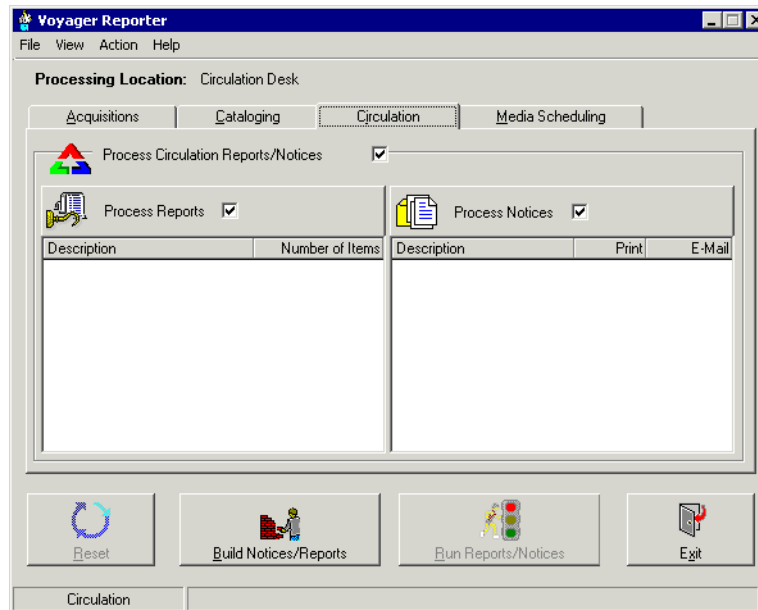 Voyager Reporter
File View Action Help
Processing Location: Circulation Desk
Acquisitions Cataloging Circulation Media Scheduling
Process Circulation Reports/Notices
Process Reports Process Notices
Description Number of Items Description Print E-Mail
Reset Build Notices/Reports Run Reports/Notices Exit
Circulation